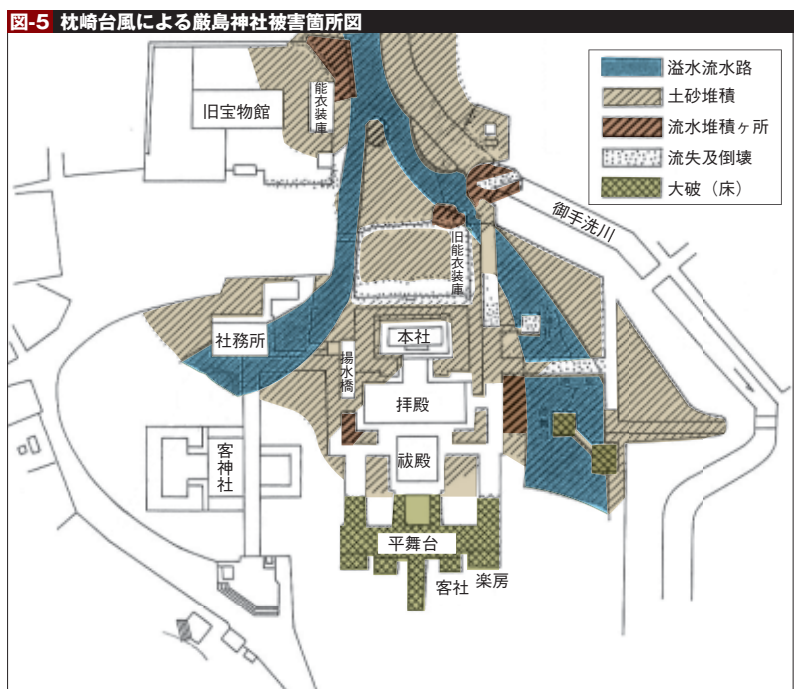 図-5 枕崎台風による厳島神社被害箇所図
溢水流水路
土砂堆積
流水堆積ヶ所
流失及倒壊
大破（床）
能衣装庫
旧宝物館
御手洗川
旧能衣装庫
社務所
本社
揚水橋
拝殿
客神社
祓殿
平舞台
客社
楽房